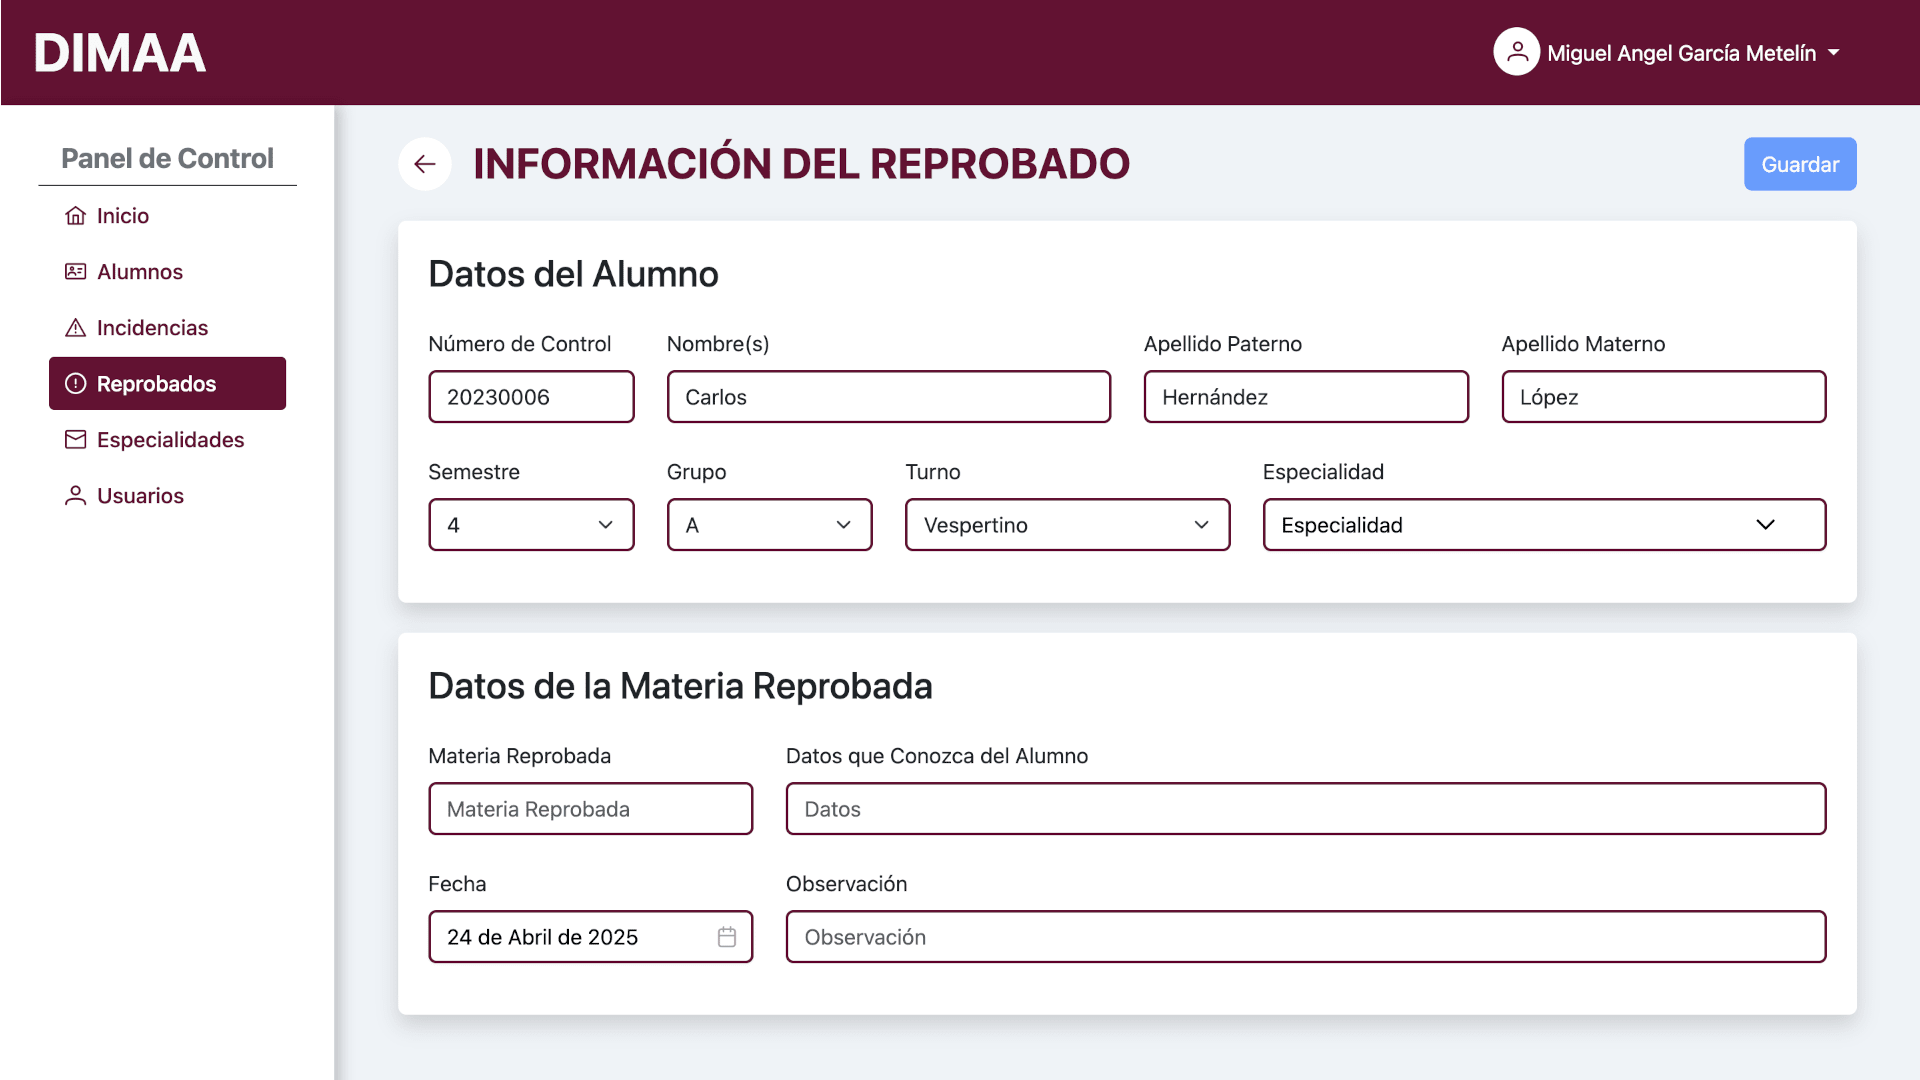 DIMAA
Miguel Angel García Metelín
Panel de Control
Inicio
Alumnos
Incidencias
Reprobados
Especialidades
Usuarios
INFORMACIÓN DEL REPROBADO
Guardar
Datos del Alumno
Número de Control
Nombre(s)
Apellido Paterno
Apellido Materno
20230006
Carlos
Hernández
López
Semestre
Grupo
Turno
Especialidad
4
A
Vespertino
Especialidad
Datos de la Materia Reprobada
Materia Reprobada
Datos que Conozca del Alumno
Materia Reprobada
Datos
Fecha
Observación
24 de Abril de 2025
Observación